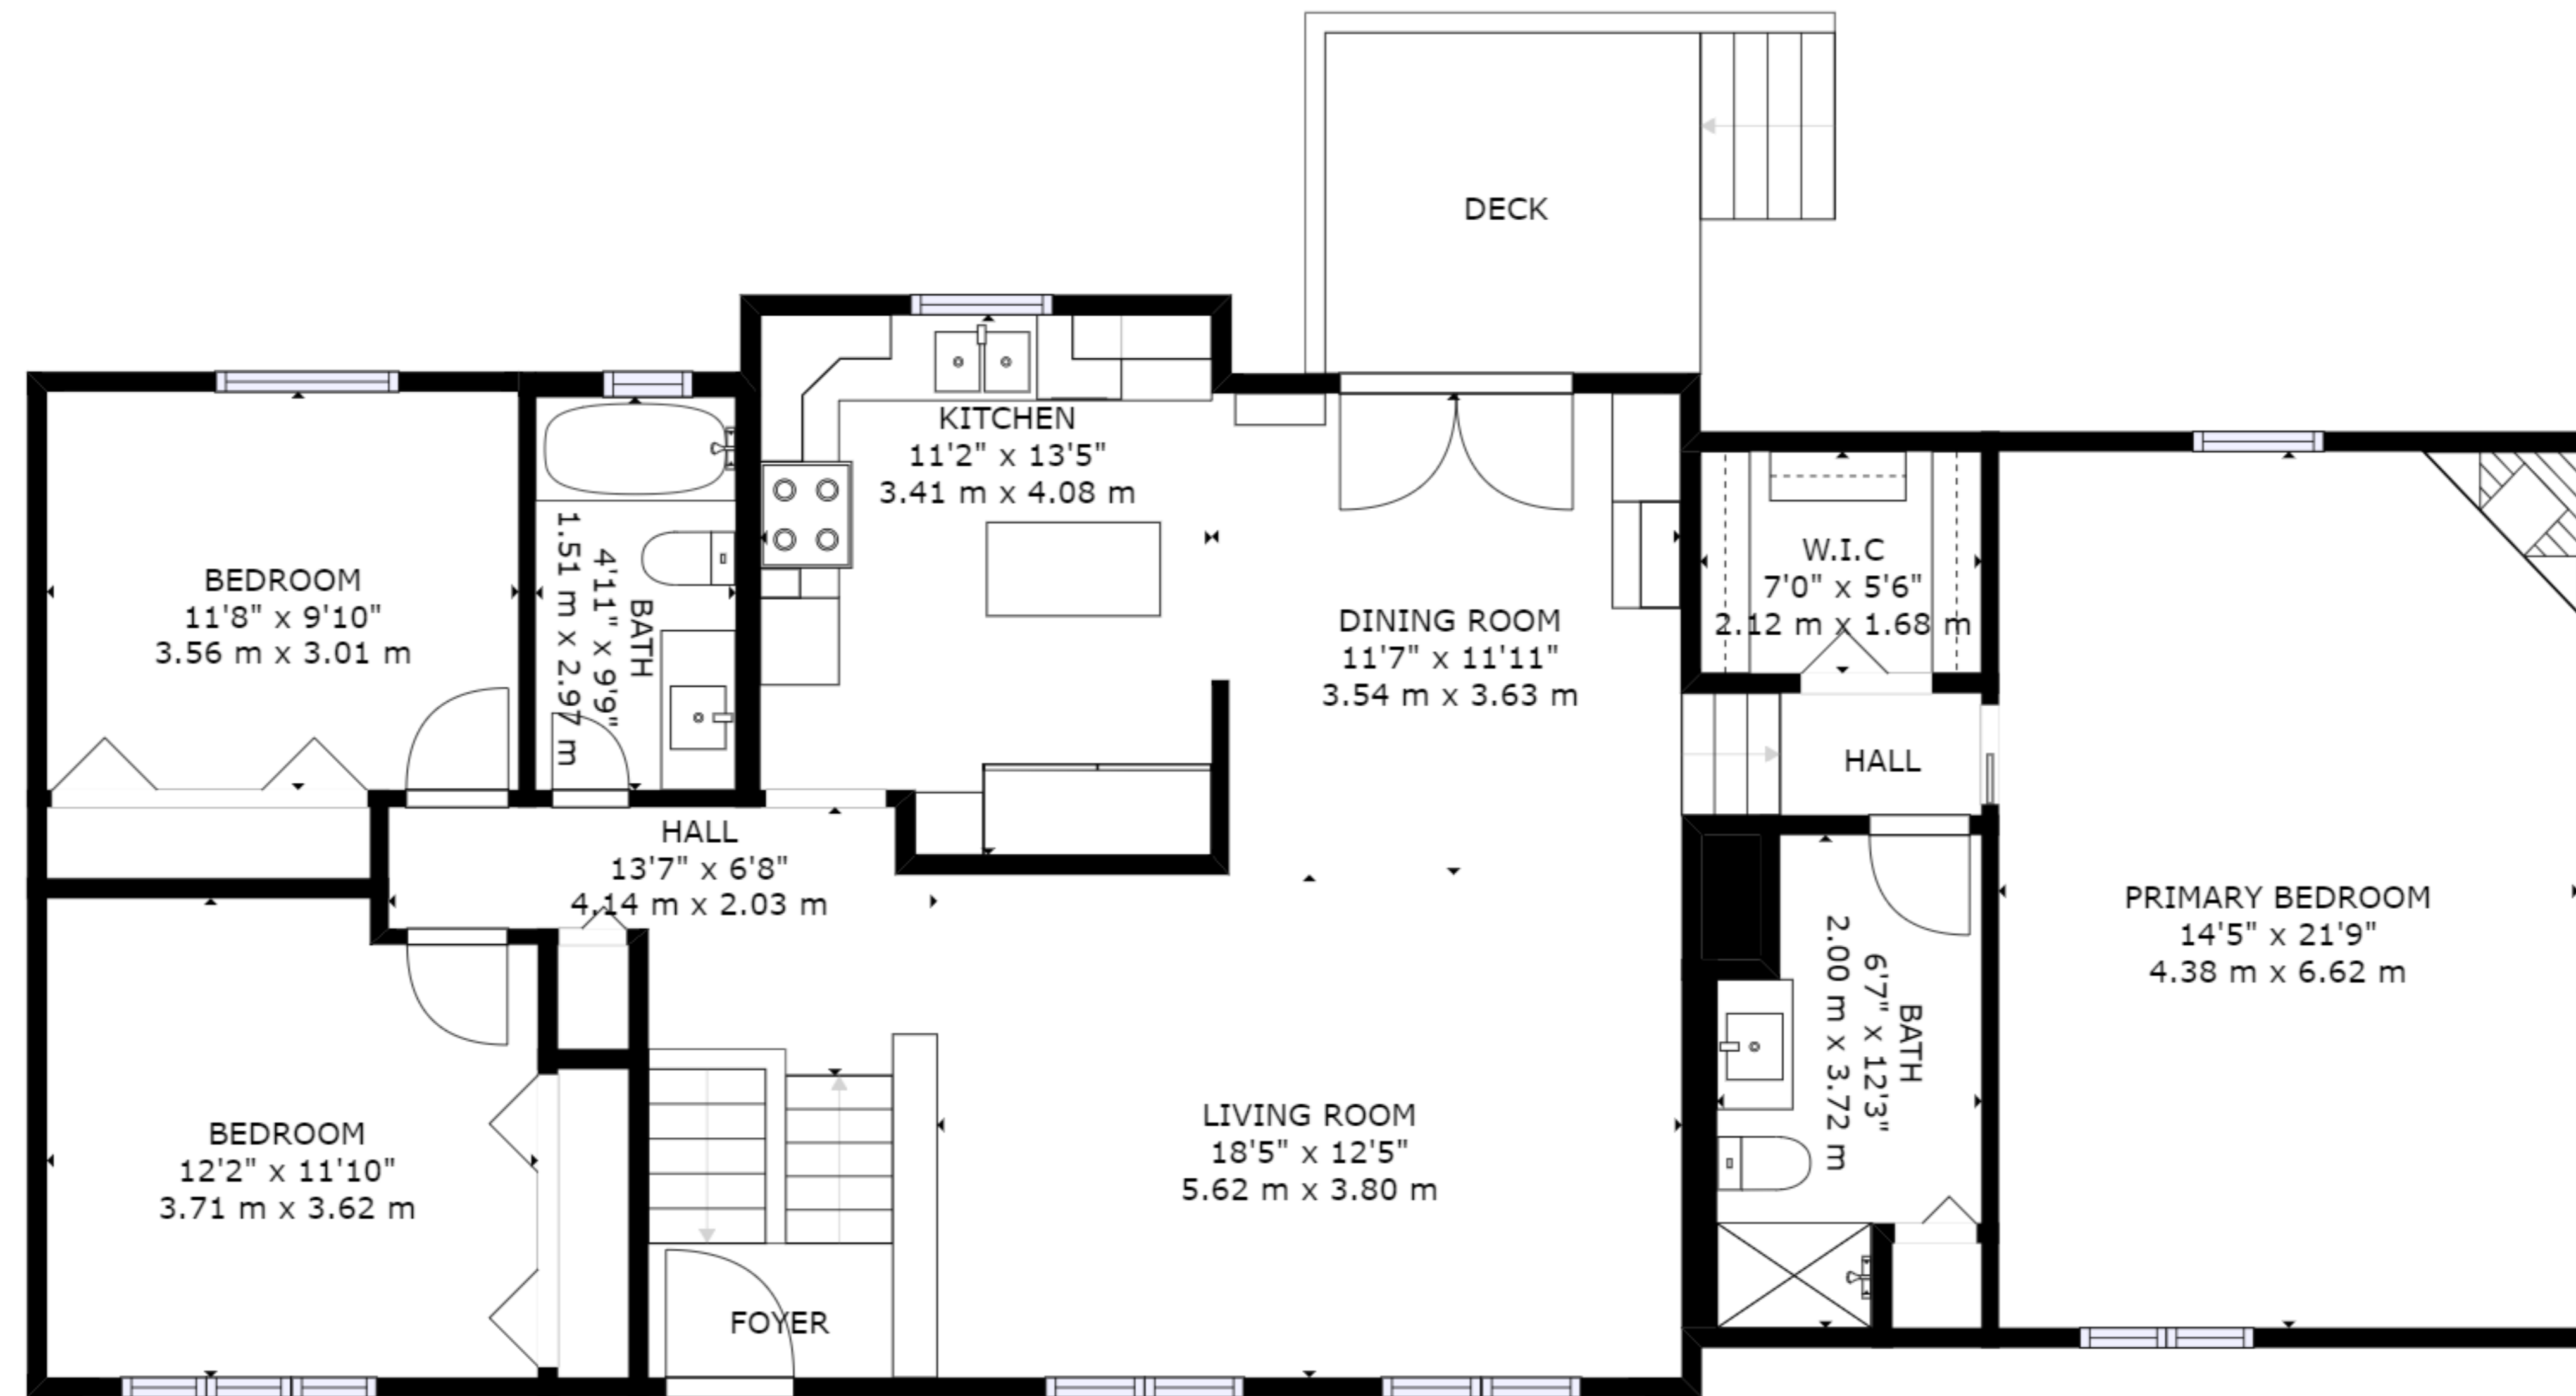 DECK
KITCHEN
11'2" x 13'5"
3.41 m x 4.08 m
BEDROOM
11'8" x 9'10"
3.56 m x 3.01 m
BATH
4'11" x 9'9"
1.51 m x 2.97 m
DINING ROOM
11'7" x 11'11"
3.54 m x 3.63 m
W.I.C
7'0" x 5'6"
2.12 m x 1.68 m
HALL
HALL
13'7" x 6'8"
4.14 m x 2.03 m
PRIMARY BEDROOM
14'5" x 21'9"
4.38 m x 6.62 m
BATH
6'7" x 12'3"
2.00 m x 3.72 m
BEDROOM
12'2" x 11'10"
3.71 m x 3.62 m
LIVING ROOM
18'5" x 12'5"
5.62 m x 3.80 m
FOYER